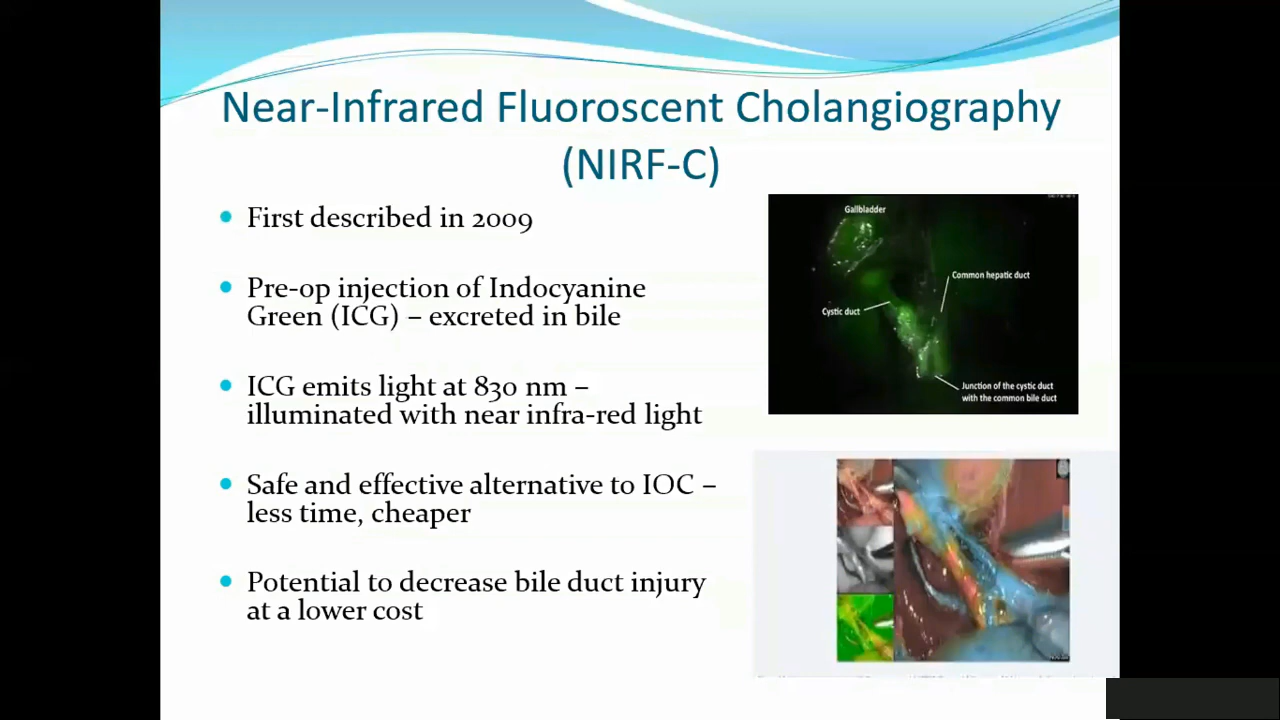 Near-Infrared Fluoroscent Cholangiography
(NIRF-C)
First described in 2009
Pre-op injection of Indocyanine
Green (ICG) – excreted in bile
ICG emits light at 830 nm –
illuminated with near infra-red light
Safe and effective alternative to IOC –
less time, cheaper
Potential to decrease bile duct injury
at a lower cost
Gallbladder
Common hepatic duct
Cystic duct
Junction of the cystic duct
with the common bile duct